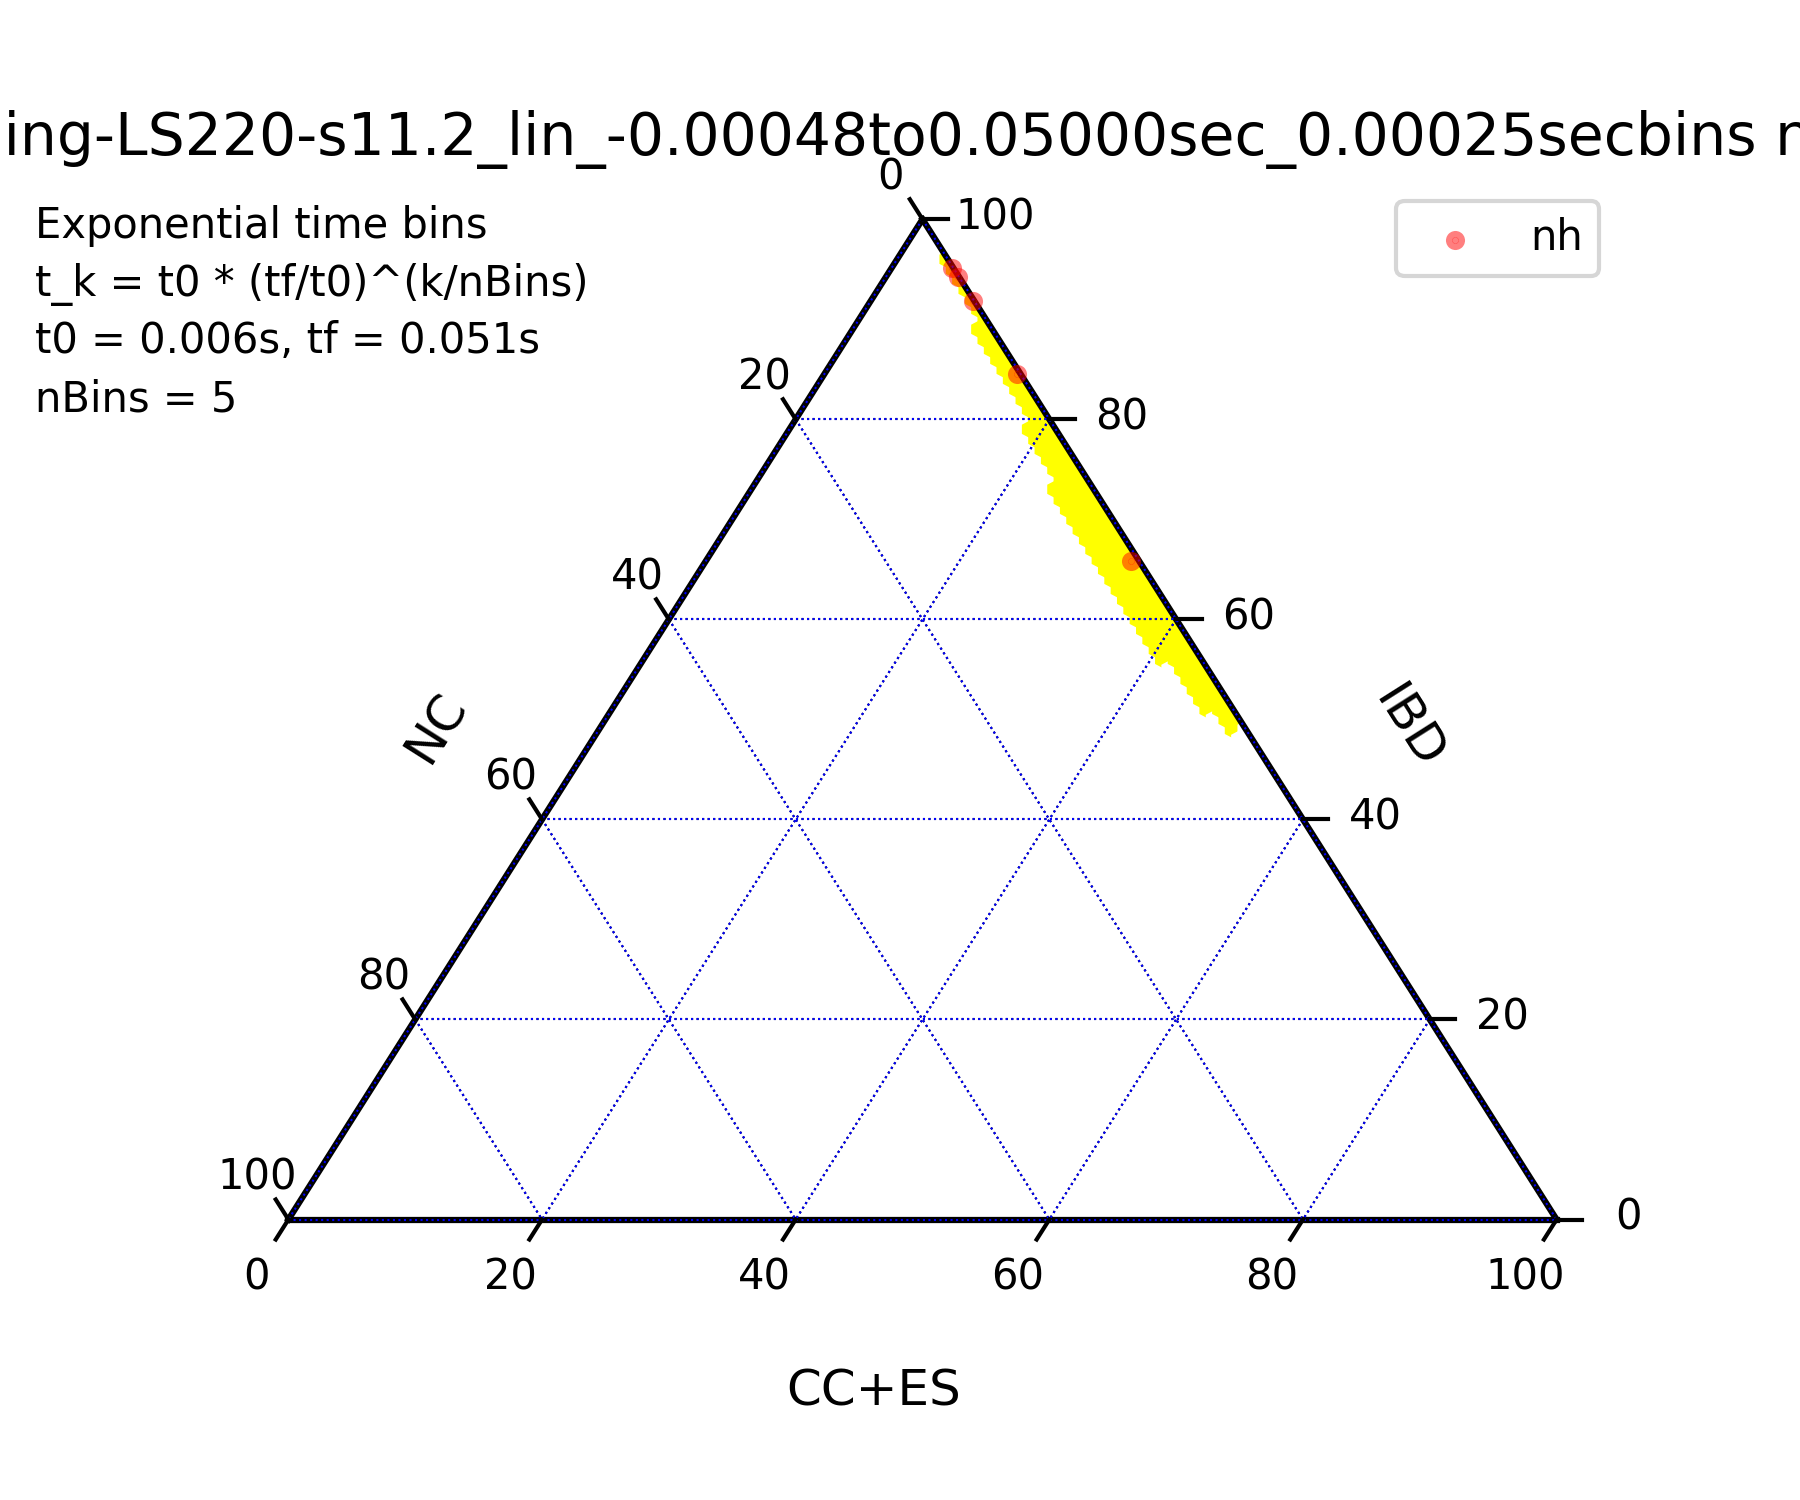 ing-LS220-s11.2_lin_-0.00048to0.05000sec_0.00025secbins
Exponential time bins
t_k = t0 * (tf/t0)^(k/nBins)
t0 = 0.006s, tf = 0.051s
nBins = 5
nh
0
100
20
80
40
60
NC
IBD
60
40
80
20
100
0
0
20
40
60
80
100
CC+ES